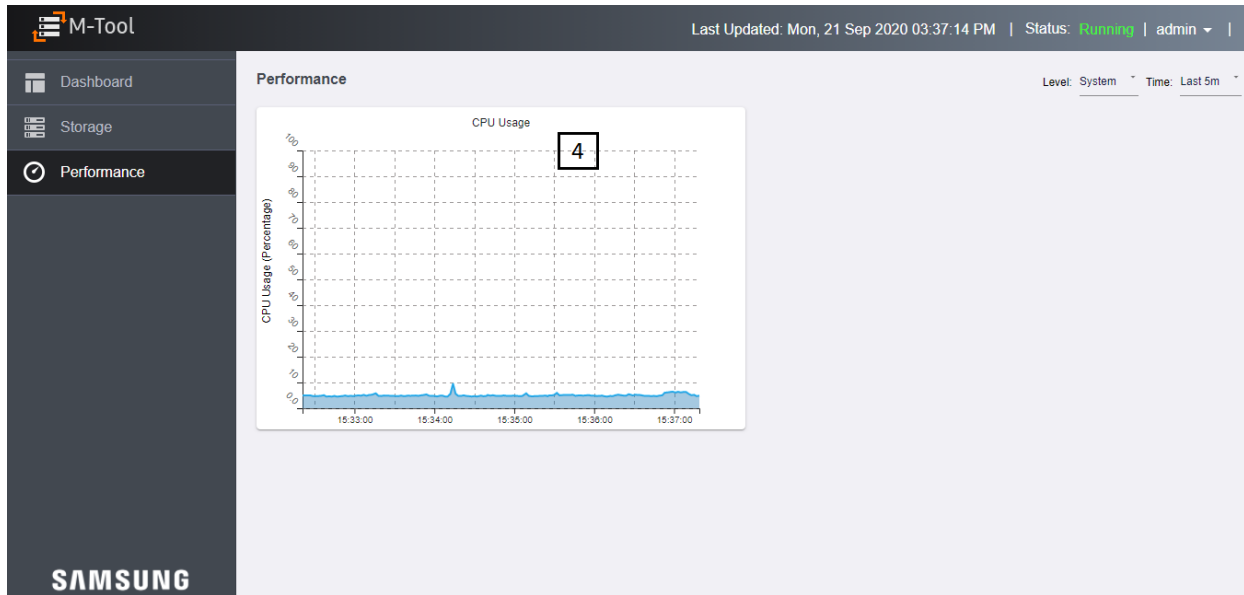 M-Tool
Last Updated: Mon, 21 Sep 2020 03:37:14 PM | Status: Running | admin |
Dashboard
Storage
Performance
SAMSUNG
Performance
Level: System Time: Last 5m
CPU Usage
4
CPU Usage (Percentage)
100
90
80
70
60
50
40
30
20
10
0.0
15:33:00 15:34:00 15:35:00 15:36:00 15:37:00